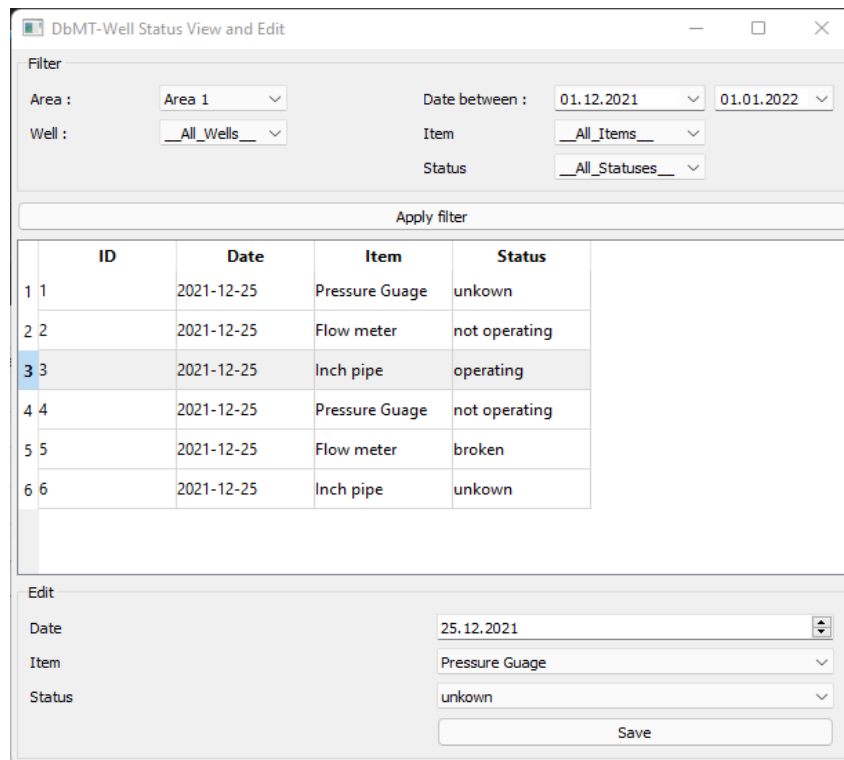 DbMT-Well Status View and Edit
Filter
Area : Area 1 Date between : 01.12.2021 01.01.2022
Well : __All_Wells__ Item __All_Items__
Status __All_Statuses__
Apply filter
ID Date Item Status
1 1 2021-12-25 Pressure Guage unkown
2 2 2021-12-25 Flow meter not operating
3 3 2021-12-25 Inch pipe operating
4 4 2021-12-25 Pressure Guage not operating
5 5 2021-12-25 Flow meter broken
6 6 2021-12-25 Inch pipe unkown
Edit
Date 25.12.2021
Item Pressure Guage
Status unkown
Save